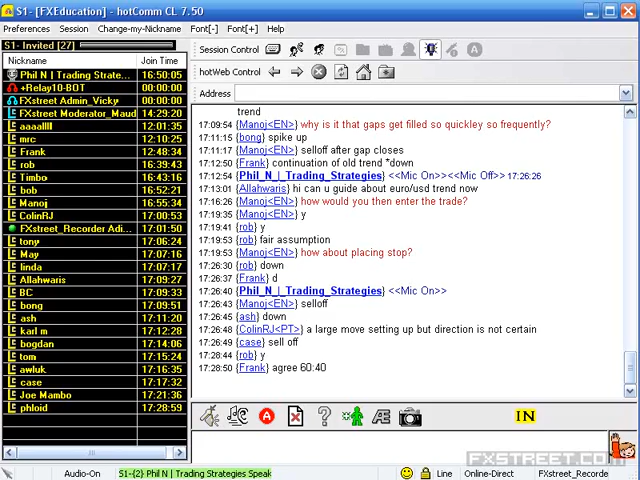 S1- [FXEducation] - hotComm CL 7.50
Preferences Session Change-my-Nickname Font[-] Font[+] Help
S1- Invited [27]
Nickname Join Time
Phil N | Trading Strate... 16:50:05
+Relay10-BOT 00:00:00
FXstreet Admin_Vicky 00:00:00
FXstreet Moderator_Maud 14:29:20
aaaallll 12:01:35
mrc 12:10:25
Frank 12:48:34
rob 16:39:43
Timbo 16:43:16
bob 16:52:21
Manoj 16:55:34
ColinRJ 17:00:53
FXstreet_Recorder Adi... 17:01:50
tony 17:06:24
May 17:07:16
linda 17:07:17
Allahwaris 17:09:27
BC 17:09:33
bong 17:09:51
ash 17:11:20
karl m 17:12:28
bogdan 17:14:06
tom 17:15:24
awluk 17:16:35
case 17:17:32
Joe Mambo 17:21:36
phloid 17:28:59
Session Control
hotWeb Control
Address
trend
17:09:54 {Manoj<EN>} why is it that gaps get filled so quickley so frequently?
17:11:15 {bong} spike up
17:11:17 {Manoj<EN>} selloff after gap closes
17:12:50 {Frank} continuation of old trend *down
17:12:54 {Phil_N_|_Trading_Strategies} <<Mic On>><<Mic Off>> 17:26:26
17:13:01 {Allahwaris} hi can u guide about euro/usd trend now
17:16:26 {Manoj<EN>} how would you then enter the trade?
17:19:35 {Manoj<EN>} y
17:19:41 {rob} y
17:19:53 {rob} fair assumption
17:19:53 {Manoj<EN>} how about placing stop?
17:26:30 {rob} down
17:26:37 {Frank} d
17:26:40 {Phil_N_|_Trading_Strategies} <<Mic On>>
17:26:43 {Manoj<EN>} selloff
17:26:45 {ash} down
17:26:48 {ColinRJ<PT>} a large move setting up but direction is not certain
17:26:49 {case} sell off
17:28:44 {rob} y
17:28:50 {Frank} agree 60:40
IN
FXSTREET.COM
Audio-On S1-{2} Phil N | Trading Strategies Speak Line Online-Direct FXstreet_Recorde